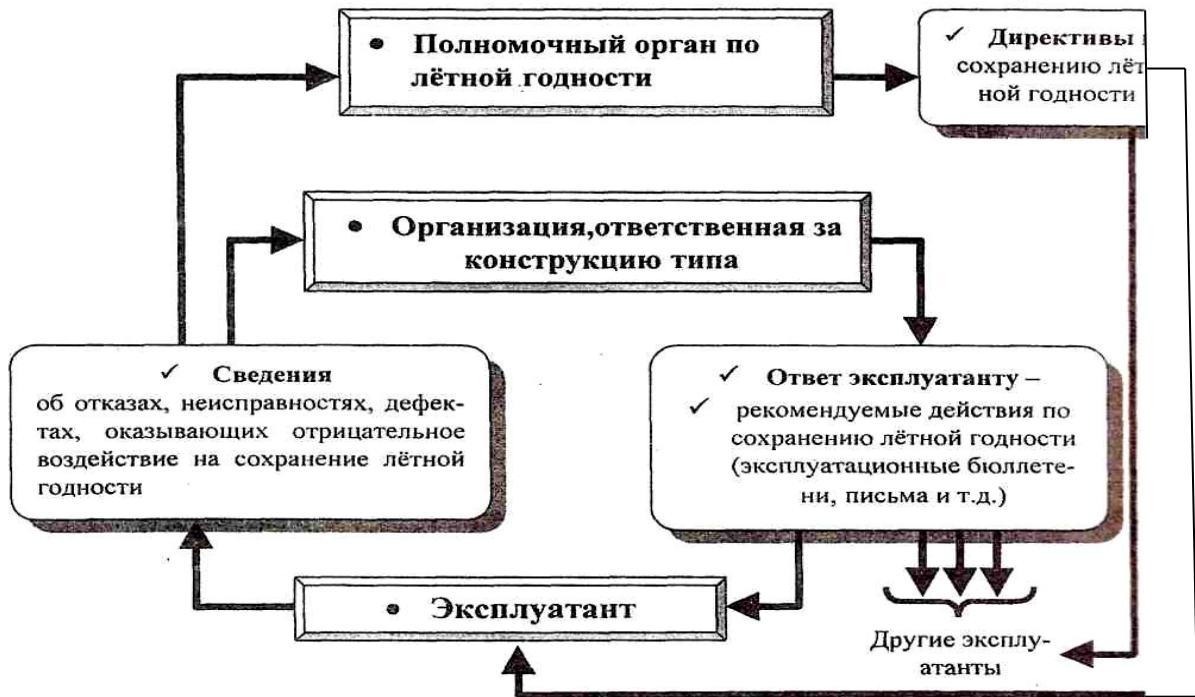 • Полномочный орган по
лётной годности
✓ Директивы
сохранению лёт
ной годности
• Организация,ответственная за
конструкцию типа
✓ Сведения
об отказах, неисправностях, дефек-
тах, оказывающих отрицательное
воздействие на сохранение лётной
годности
✓ Ответ эксплуатанту –
✓ рекомендуемые действия по
сохранению лётной годности
(эксплуатационные бюллете-
ни, письма и т.д.)
• Эксплуатант
Другие эксплу-
атанты